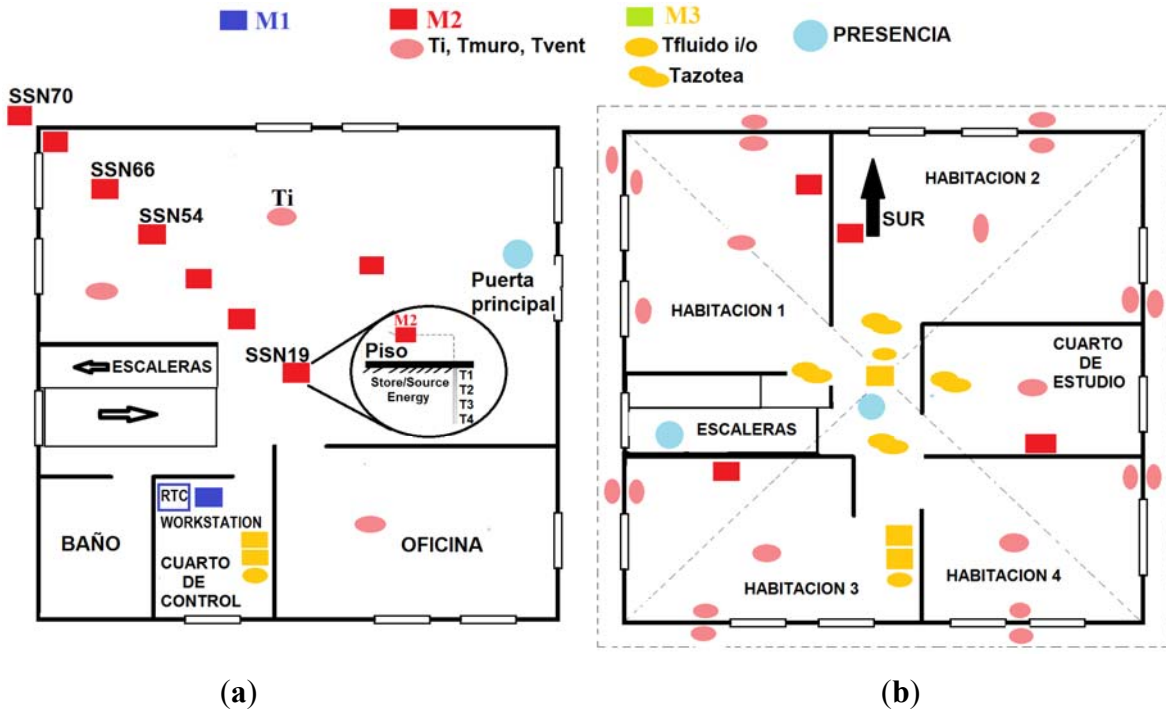 M1
M2
M3
Ti, Tmuro, Tvent
Tfluido i/o
Tazotea
PRESENCIA
SSN70
SSN66
SSN54
Ti
Puerta
principal
SSN19
M2
Piso
Store/Source
Energy
T1
T2
T3
T4
ESCALERAS
RTC
WORKSTATION
BAÑO
CUARTO
DE
CONTROL
OFICINA
(a)
HABITACION 2
SUR
HABITACION 1
CUARTO
DE
ESTUDIO
ESCALERAS
HABITACION 3
HABITACION 4
(b)